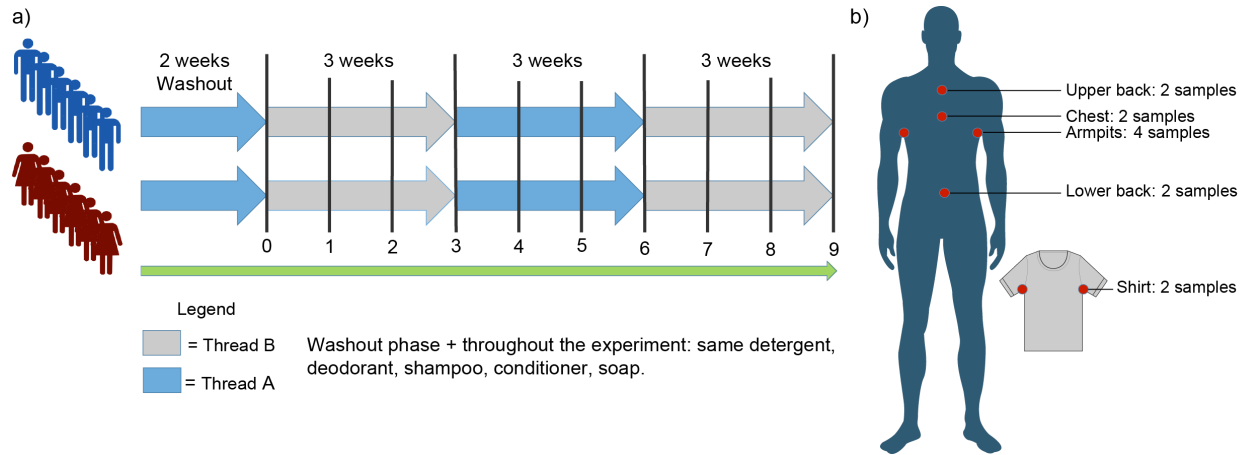 a)
2 weeks
Washout
3 weeks
3 weeks
3 weeks
0 1 2 3 4 5 6 7 8 9
Legend
= Thread B
= Thread A
Washout phase + throughout the experiment: same detergent,
deodorant, shampoo, conditioner, soap.
b)
Upper back: 2 samples
Chest: 2 samples
Armpits: 4 samples
Lower back: 2 samples
Shirt: 2 samples